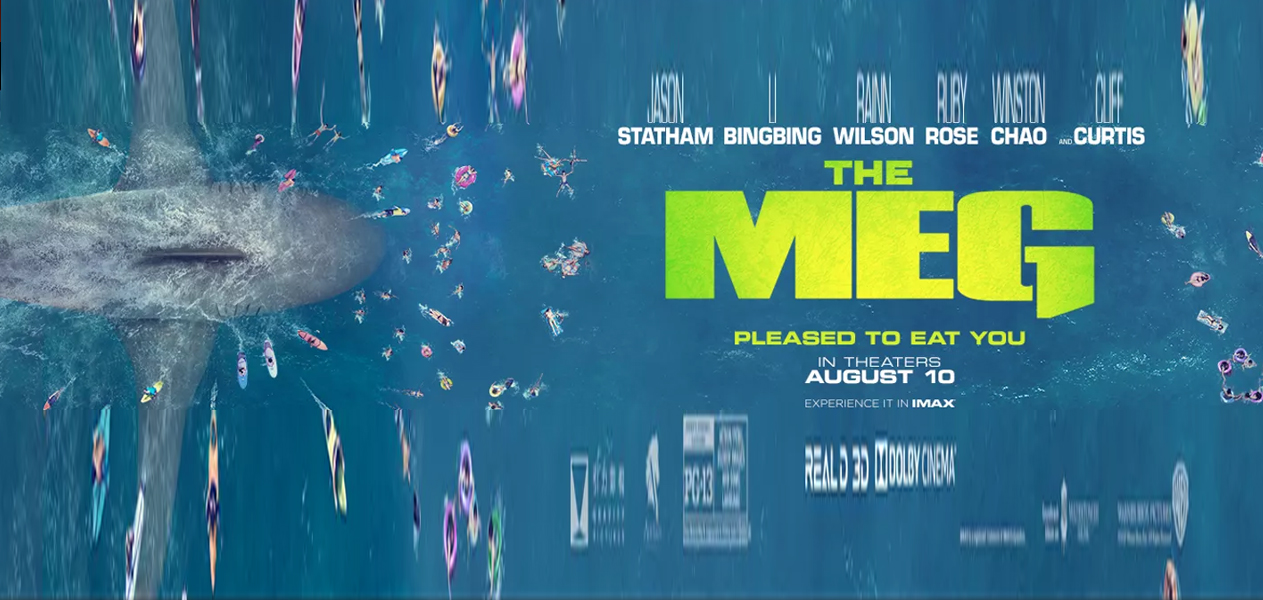 JASON LI RAINN RUBY WINSTON CLIFF
STATHAM BINGBING WILSON ROSE CHAO AND CURTIS
THE
MEG
PLEASED TO EAT YOU
IN THEATERS
AUGUST 10
EXPERIENCE IT IN IMAX
PG-13
REAL D 3D DOLBY CINEMA